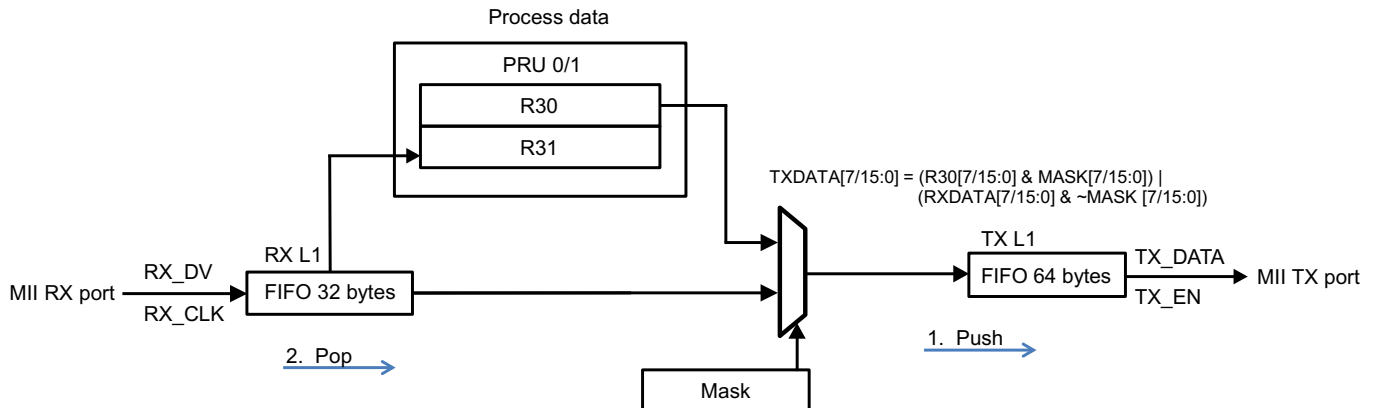 Process data
PRU 0/1
R30
R31
TXDATA[7/15:0] = (R30[7/15:0] & MASK[7/15:0]) |
(RXDATA[7/15:0] & ~MASK [7/15:0])
MII RX port
RX_DV
RX_CLK
RX L1
FIFO 32 bytes
TX L1
FIFO 64 bytes
TX_DATA
TX_EN
MII TX port
2. Pop
1. Push
Mask